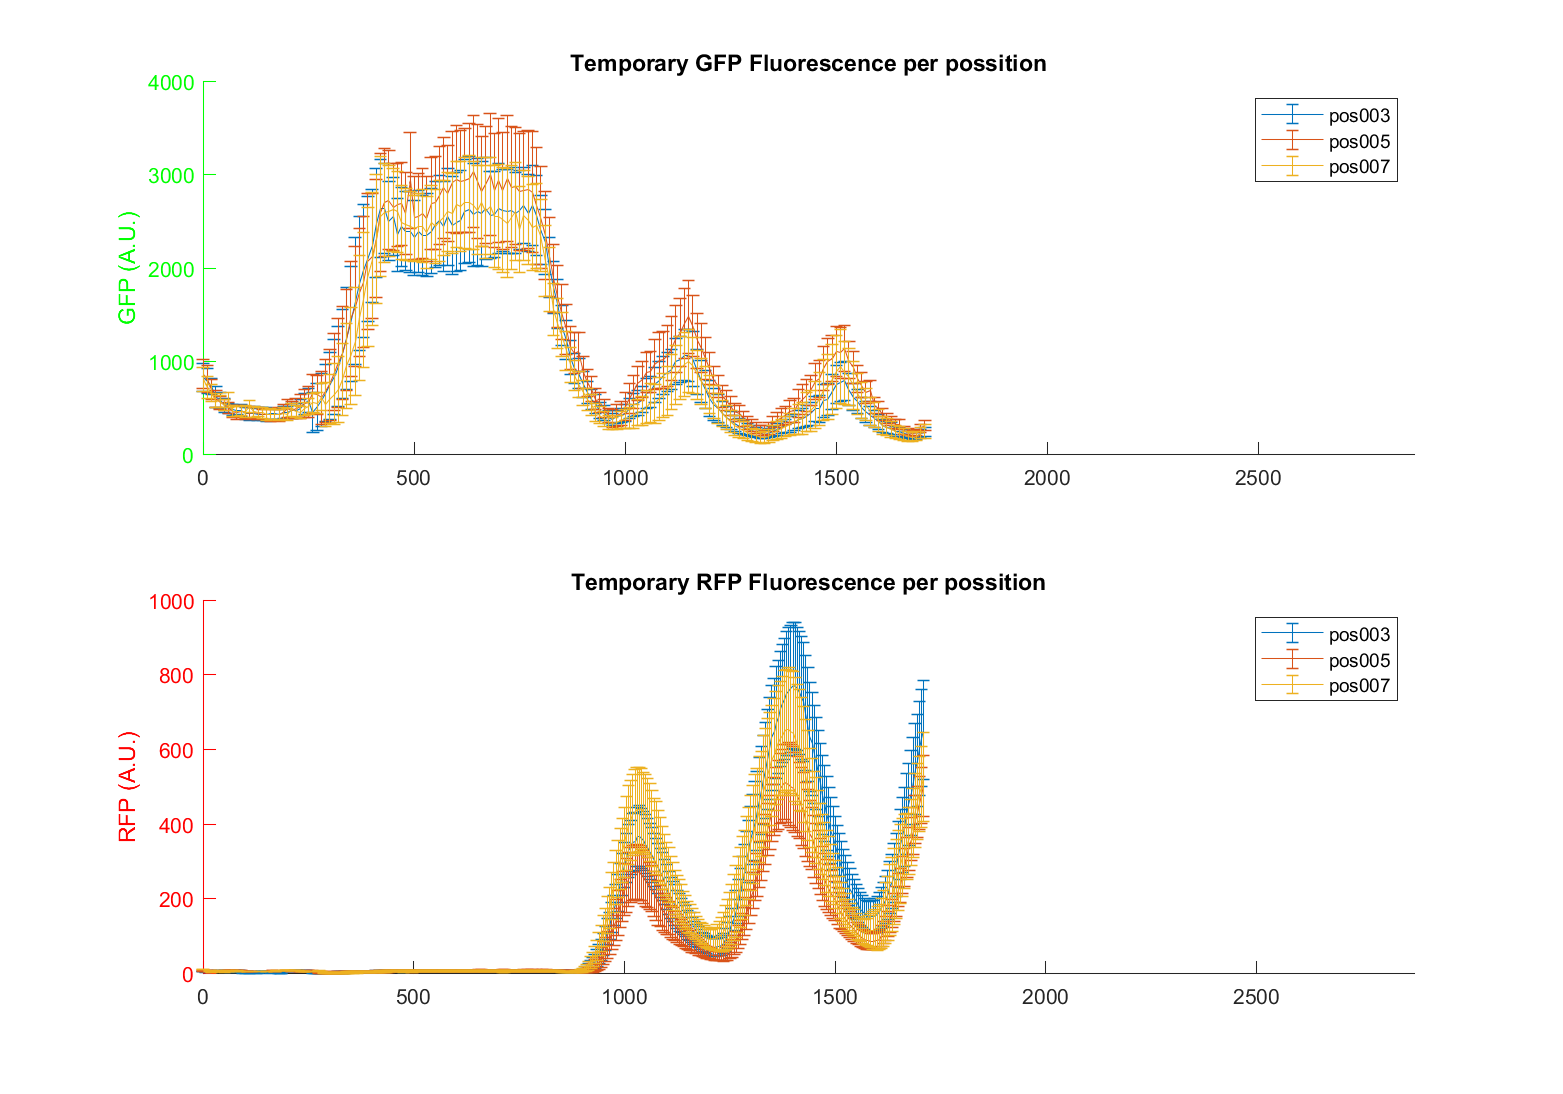 Temporary GFP Fluorescence per possition
GFP (A.U.)
4000
3000
2000
1000
0
0 500 1000 1500 2000 2500
pos003
pos005
pos007
Temporary RFP Fluorescence per possition
RFP (A.U.)
1000
800
600
400
200
0
0 500 1000 1500 2000 2500
pos003
pos005
pos007